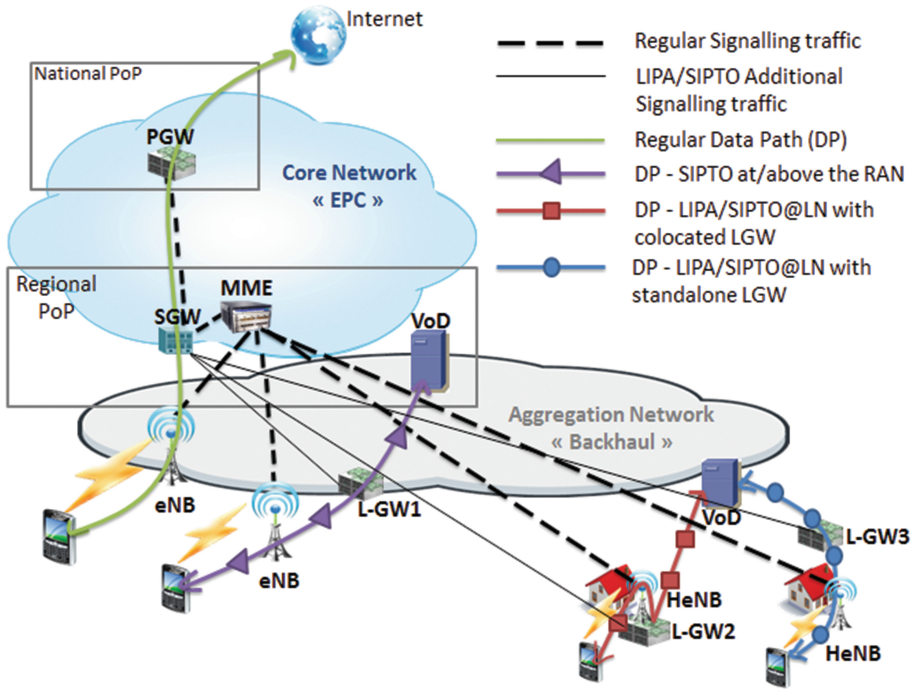 Internet
National PoP
PGW
Core Network
« EPC »
Regular Signalling traffic
LIPA/SIPTO Additional
Signalling traffic
Regular Data Path (DP)
DP - SIPTO at/above the RAN
DP - LIPA/SIPTO@LN with
colocated LGW
DP - LIPA/SIPTO@LN with
standalone LGW
Regional
PoP
MME
SGW
VoD
Aggregation Network
« Backhaul »
eNB
L-GW1
eNB
VoD
L-GW3
HeNB
L-GW2
HeNB